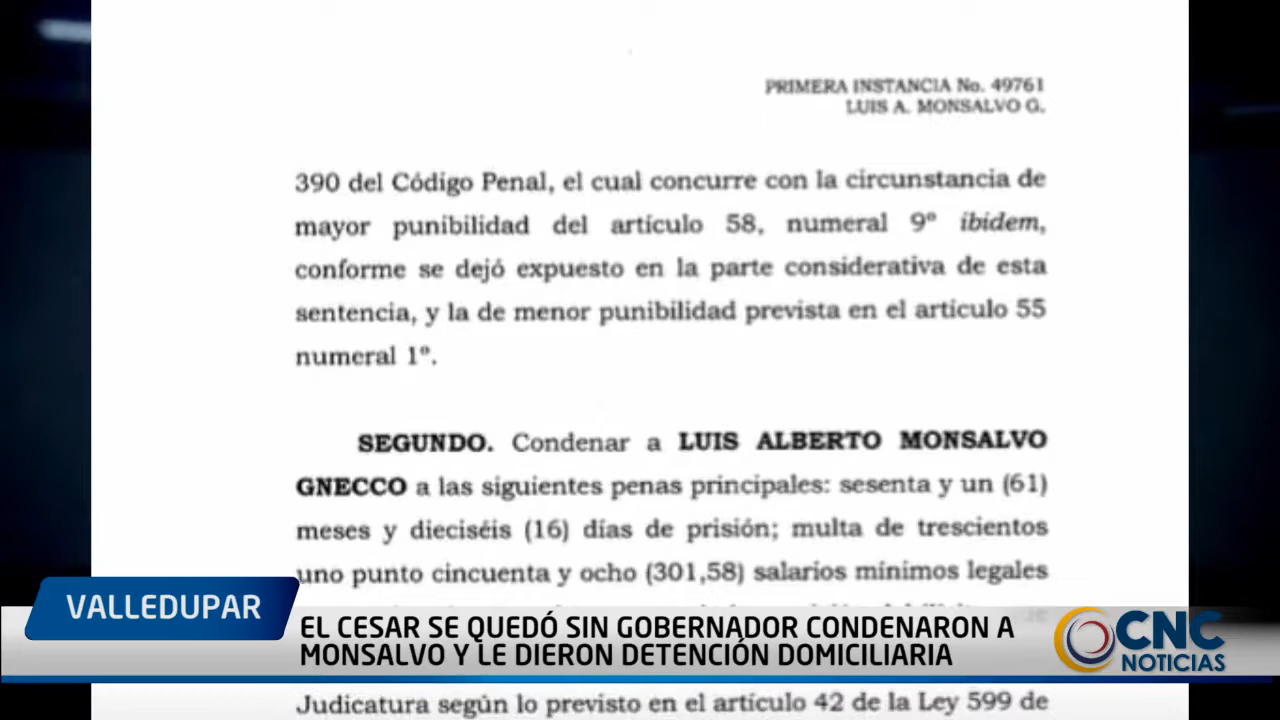 PRIMERA INSTANCIA No. 49761
LUIS A. MONSALVO G.
390 del Código Penal, el cual concurre con la circunstancia de
mayor punibilidad del artículo 58, numeral 9º ibidem,
conforme se dejó expuesto en la parte considerativa de esta
sentencia, y la de menor punibilidad prevista en el artículo 55
numeral 1º.
SEGUNDO. Condenar a LUIS ALBERTO MONSALVO
GNECCO a las siguientes penas principales: sesenta y un (61)
meses y dieciséis (16) días de prisión; multa de trescientos
uno punto cincuenta y ocho (301,58) salarios mínimos legales
VALLEDUPAR
EL CESAR SE QUEDÓ SIN GOBERNADOR CONDENARON A
MONSALVO Y LE DIERON DETENCIÓN DOMICILIARIA
CNC
NOTICIAS
Judicatura según lo previsto en el artículo 42 de la Ley 599 de